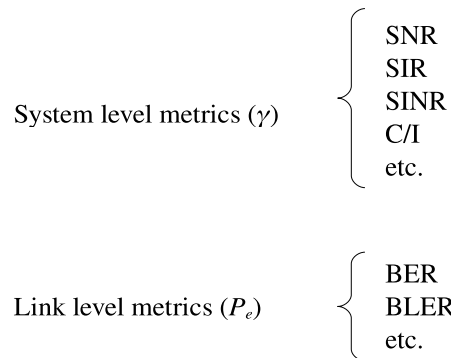 System level metrics (γ)
SNR
SIR
SINR
C/I
etc.
Link level metrics (Pe)
BER
BLER
etc.